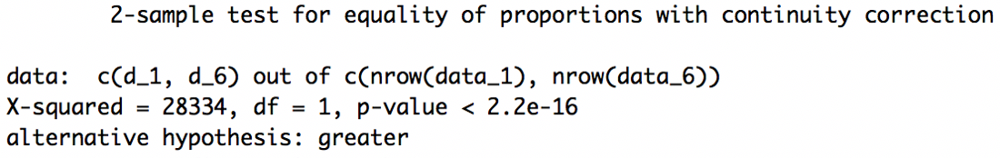 2-sample test for equality of proportions with continuity correction
data:  c(d_1, d_6) out of c(nrow(data_1), nrow(data_6))
X-squared = 28334, df = 1, p-value < 2.2e-16
alternative hypothesis: greater